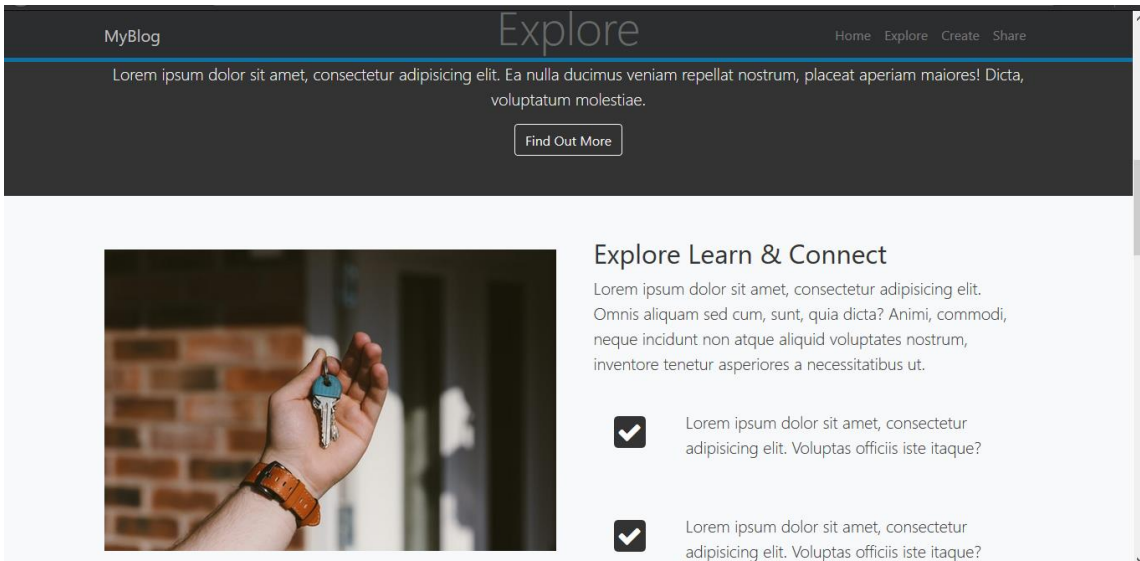 MyBlog
Explore
Home Explore Create Share
Lorem ipsum dolor sit amet, consectetur adipisicing elit. Ea nulla ducimus veniam repellat nostrum, placeat aperiam maiores! Dicta,
voluptatum molestiae.
Find Out More
Explore Learn & Connect
Lorem ipsum dolor sit amet, consectetur adipisicing elit.
Omnis aliquam sed cum, sunt, quia dicta? Animi, commodi,
neque incidunt non atque aliquid voluptates nostrum,
inventore tenetur asperiores a necessitatibus ut.
Lorem ipsum dolor sit amet, consectetur
adipisicing elit. Voluptas officiis iste itaque?
Lorem ipsum dolor sit amet, consectetur
adipisicing elit. Voluptas officiis iste itaque?